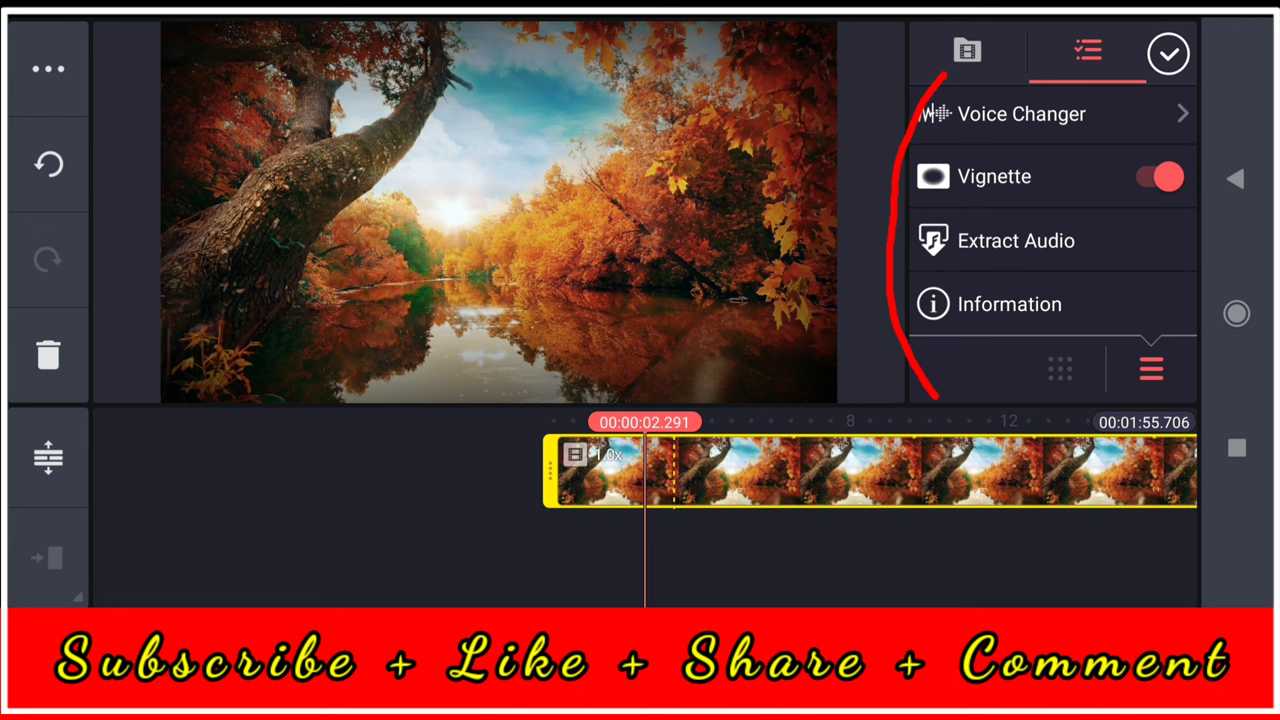 Voice Changer
Vignette
Extract Audio
Information
00:00:02.291
8
12
00:01:55.706
1.0x
Subscribe + Like + Share + Comment